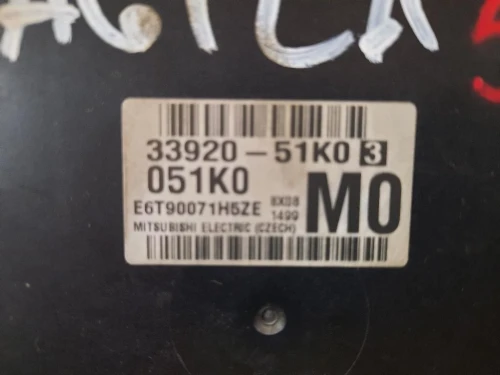 33920-51K0 3
051K0
E6T90071H5ZE 8X08 1499 M0
MITSUBISHI ELECTRIC (CZECH)